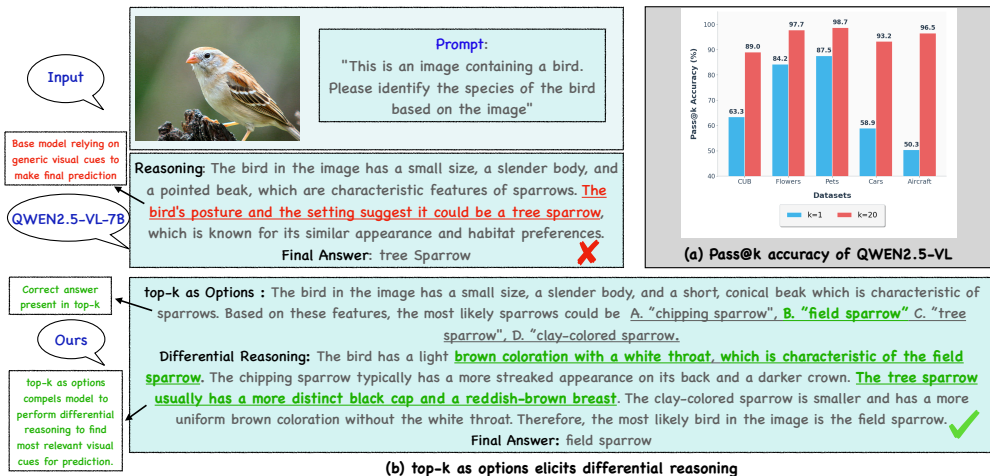 Input
Prompt:
"This is an image containing a bird.
Please identify the species of the bird
based on the image"
Base model relying on
generic visual cues to
make final prediction
QWEN2.5-VL-7B
Reasoning: The bird in the image has a small size, a slender body, and
a pointed beak, which are characteristic features of sparrows. The
bird's posture and the setting suggest it could be a tree sparrow,
which is known for its similar appearance and habitat preferences.
Final Answer: tree Sparrow
Pass@k Accuracy (%)
100
90
80
70
60
50
40
63.3
89.0
84.2
97.7
87.5
98.7
58.9
93.2
50.3
96.5
CUB
Flowers
Pets
Cars
Aircraft
Datasets
k=1
k=20
(a) Pass@k accuracy of QWEN2.5-VL
Correct answer
present in top-k
Ours
top-k as options
compels model to
perform differential
reasoning to find
most relevant visual
cues for prediction.
top-k as Options : The bird in the image has a small size, a slender body, and a short, conical beak which is characteristic of
sparrows. Based on these features, the most likely sparrows could be A. "chipping sparrow", B. "field sparrow" C. "tree
sparrow", D. "clay-colored sparrow.
Differential Reasoning: The bird has a light brown coloration with a white throat, which is characteristic of the field
sparrow. The chipping sparrow typically has a more streaked appearance on its back and a darker crown. The tree sparrow
usually has a more distinct black cap and a reddish-brown breast. The clay-colored sparrow is smaller and has a more
uniform brown coloration without the white throat. Therefore, the most likely bird in the image is the field sparrow.
Final Answer: field sparrow
(b) top-k as options elicits differential reasoning